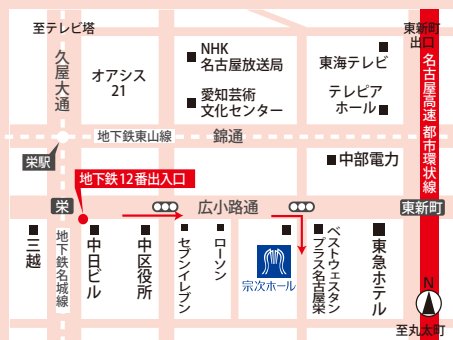 至テレビ塔
東新町
出口
NHK
名古屋放送局
東海テレビ
久屋大通
オアシス
21
愛知芸術
文化センター
テレピア
ホール
名古屋高速 都市環状線
地下鉄東山線
錦通
栄駅
中部電力
地下鉄12番出入口
栄
広小路通
東新町
三越
地下鉄名城線
中日ビル
中区役所
セブンイレブン
ローソン
宗次ホール
ベストウェスタン
プラス名古屋栄
東急ホテル
N
至丸太町